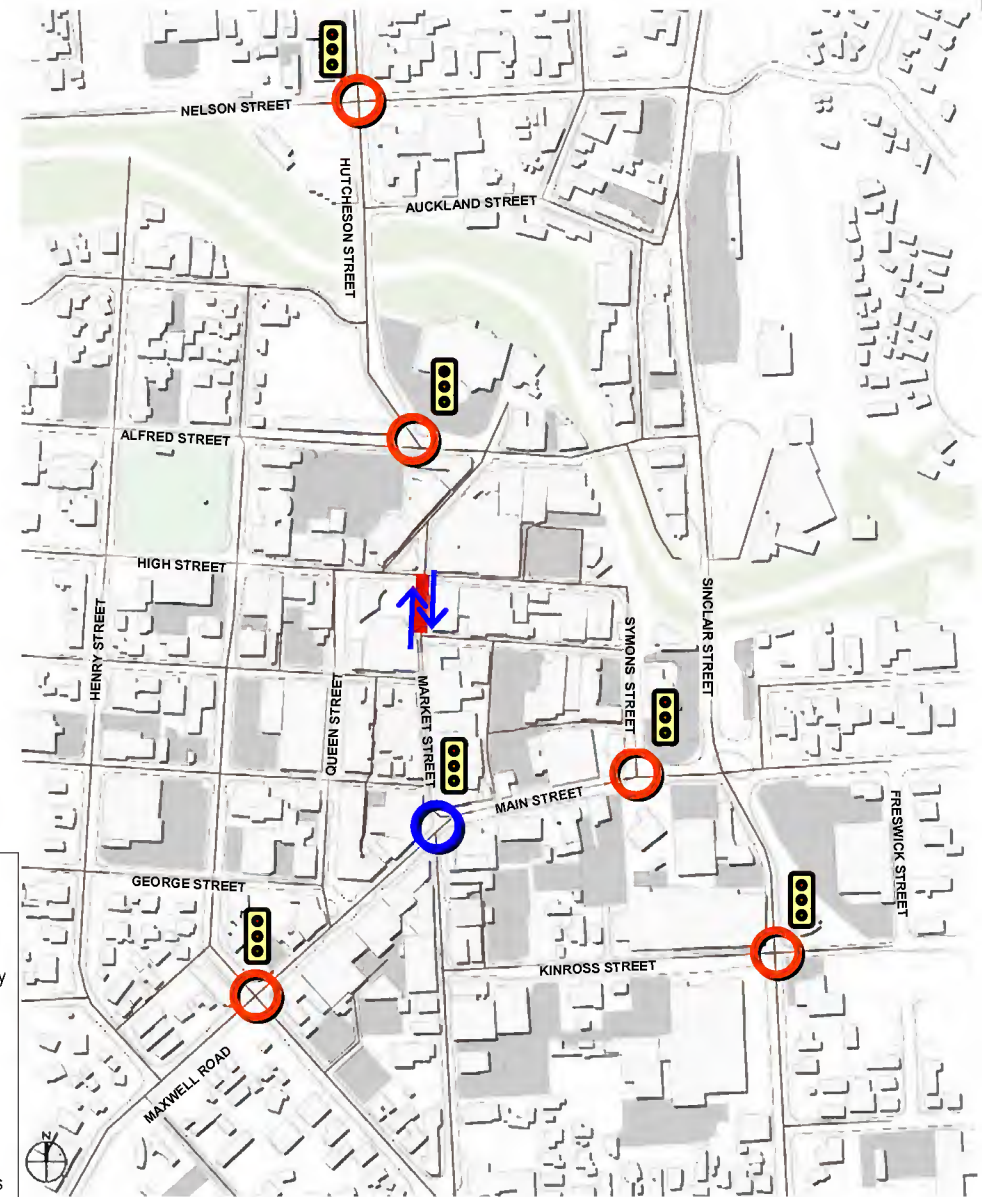 NELSON STREET
HUTCHESON STREET
AUCKLAND STREET
ALFRED STREET
HIGH STREET
HENRY STREET
QUEEN STREET
MARKET STREET
SYMONS STREET
SINCLAIR STREET
MAIN STREET
FRESWICK STREET
GEORGE STREET
KINROSS STREET
MAXWELL ROAD
y
N
s